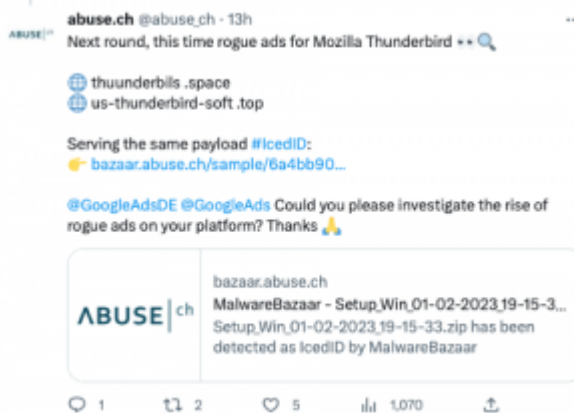 abuse.ch @abuse_ch · 13h
ABUSE|ch
Next round, this time rogue ads for Mozilla Thunderbird 👀🔍
🌐 thuunderbils .space
🌐 us-thunderbird-soft .top
Serving the same payload #IcedID:
👉 bazaar.abuse.ch/sample/6a4bb90...
@GoogleAdsDE @GoogleAds Could you please investigate the rise of
rogue ads on your platform? Thanks 🙏
bazaar.abuse.ch
ABUSE|ch
MalwareBazaar - Setup_Win_01-02-2023_19-15-3...
Setup_Win_01-02-2023_19-15-33.zip has been
detected as IcedID by MalwareBazaar
1 2 5 1,070